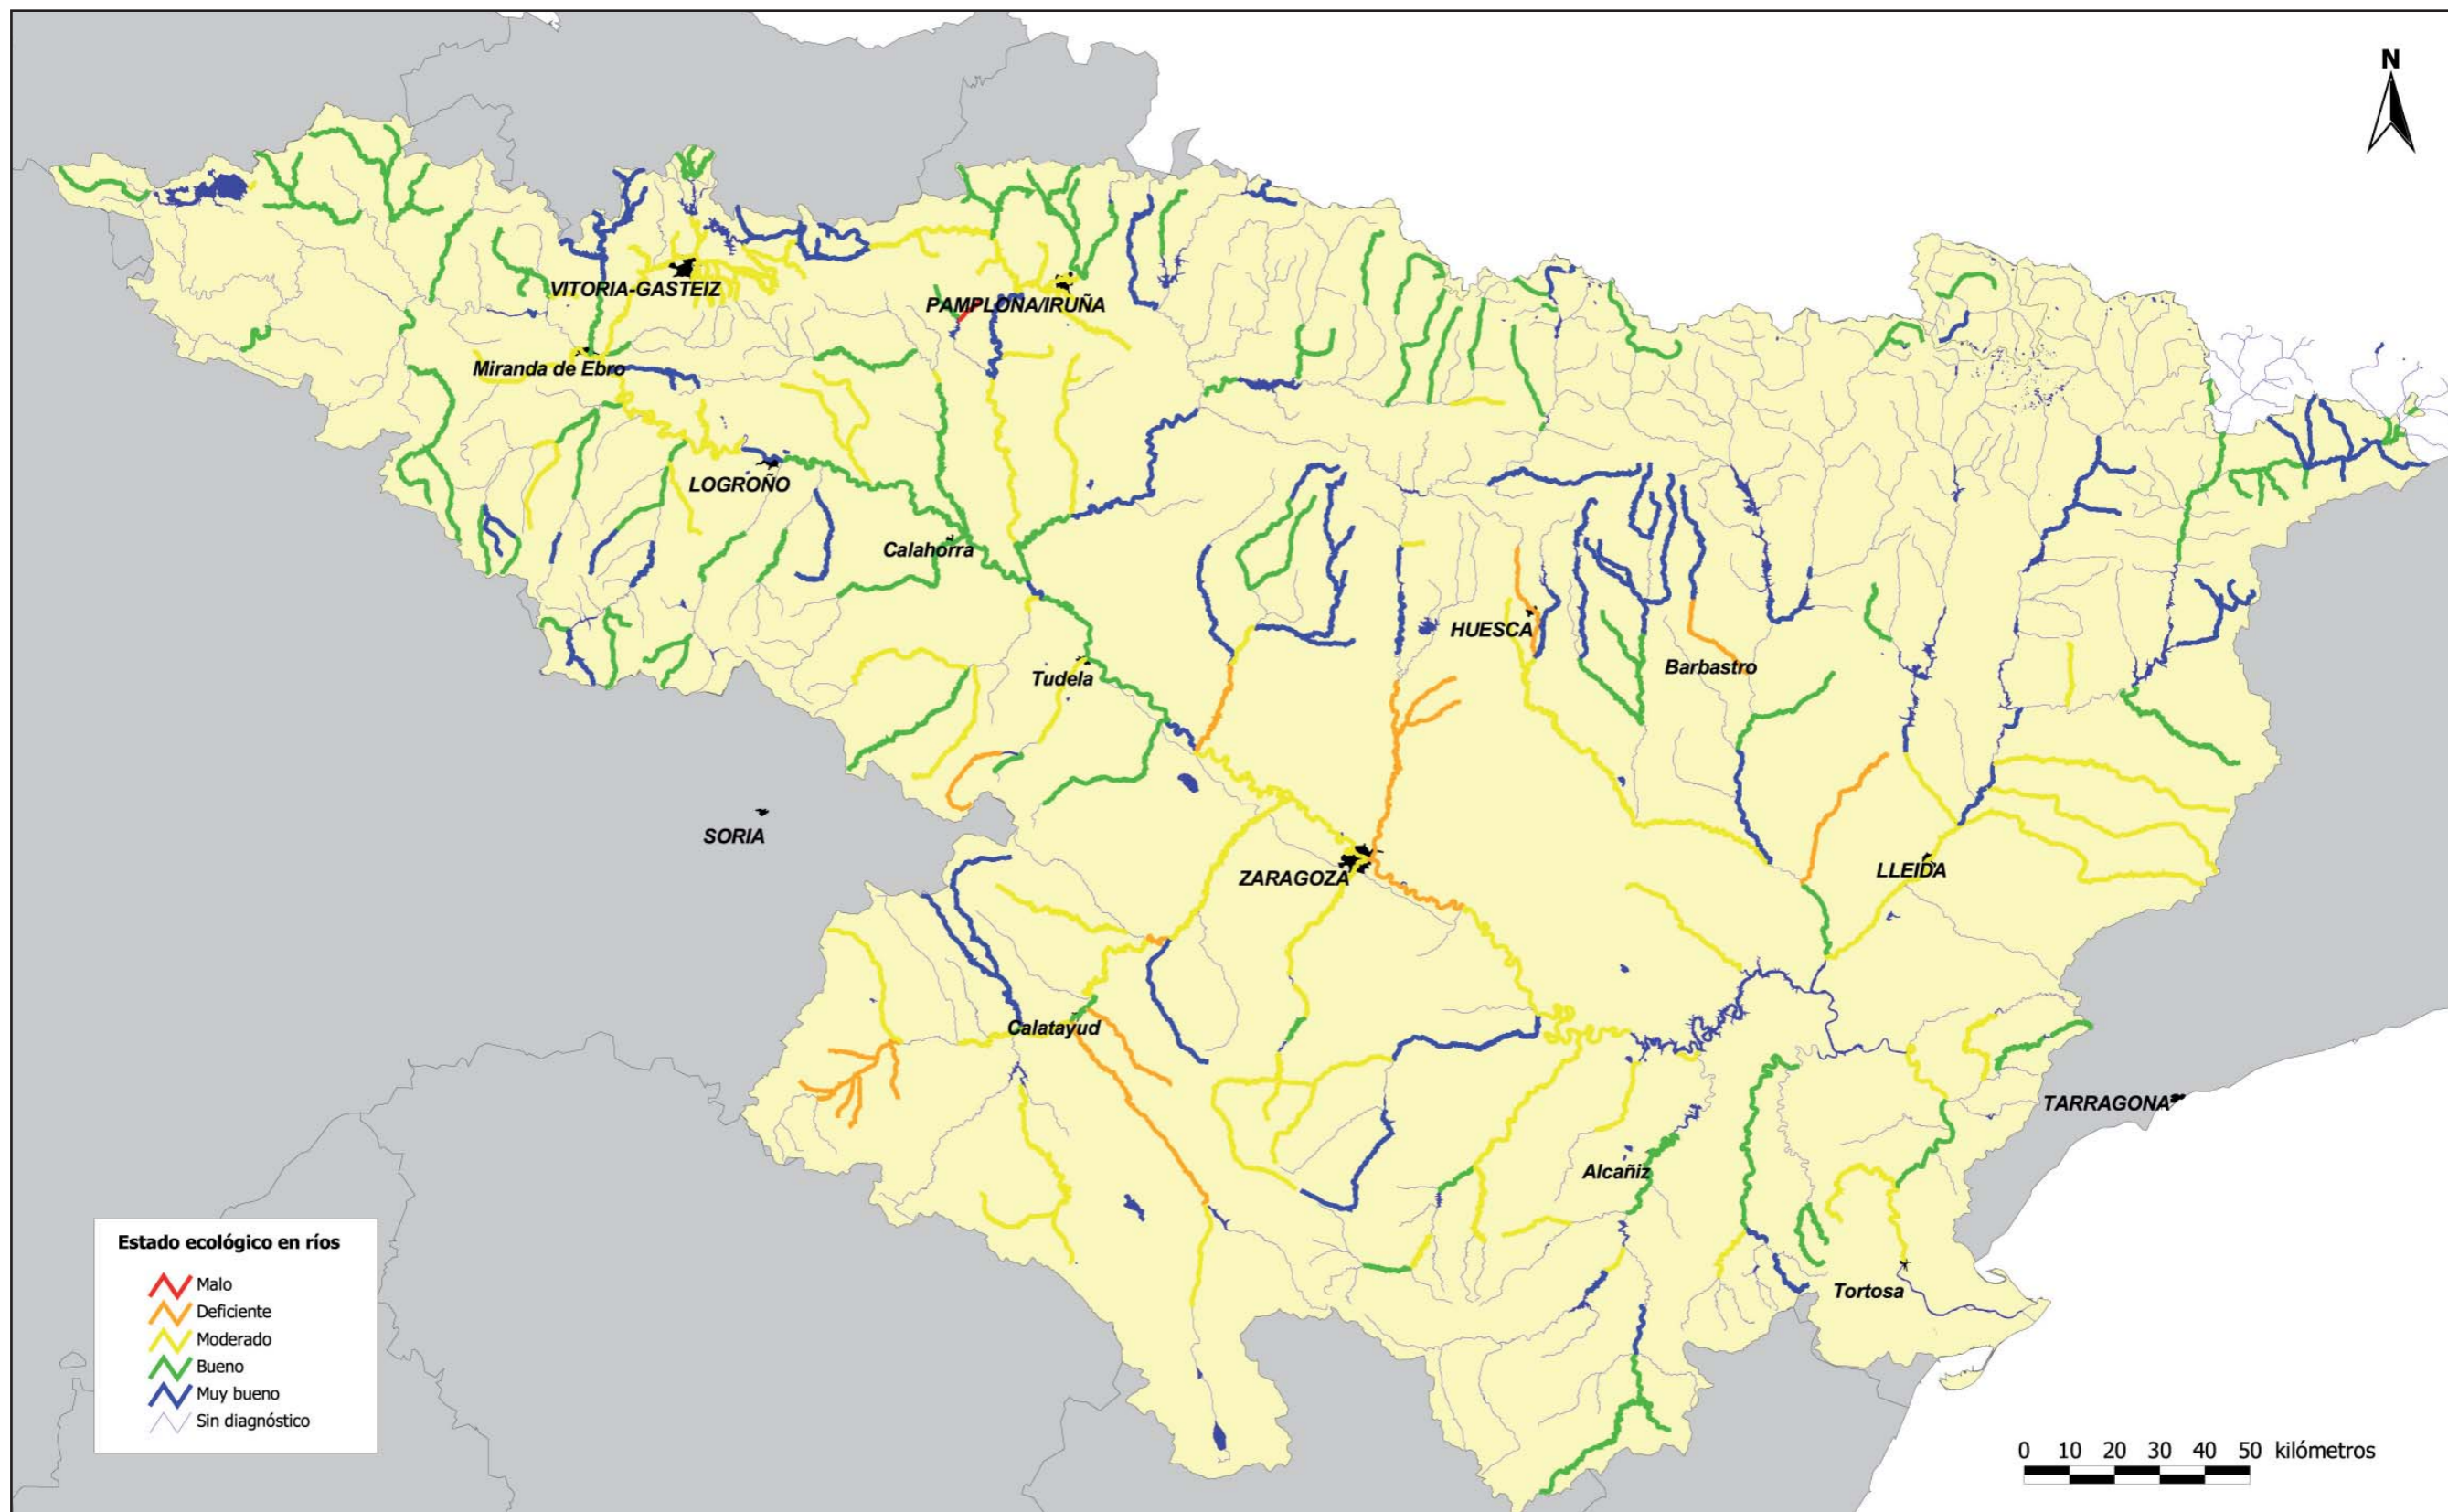 N
VITORIA-GASTEIZ
PAMPLONA/IRUÑA
Miranda de Ebro
LOGROÑO
Calahorra
HUESCA
Barbastro
Tudela
SORIA
ZARAGOZA
LLEIDA
Calatayud
TARRAGONA
Alcañiz
Tortosa
Estado ecológico en ríos
Malo
Deficiente
Moderado
Bueno
Muy bueno
Sin diagnóstico
0 10 20 30 40 50 kilómetros